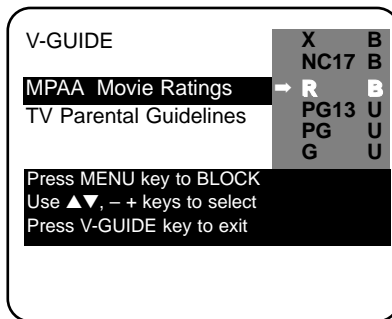 V-GUIDE
X B
NC17 B
MPAA Movie Ratings ➡ R B
TV Parental Guidelines PG13 U
PG U
G U
Press MENU key to BLOCK
Use ▲▼, – + keys to select
Press V-GUIDE key to exit